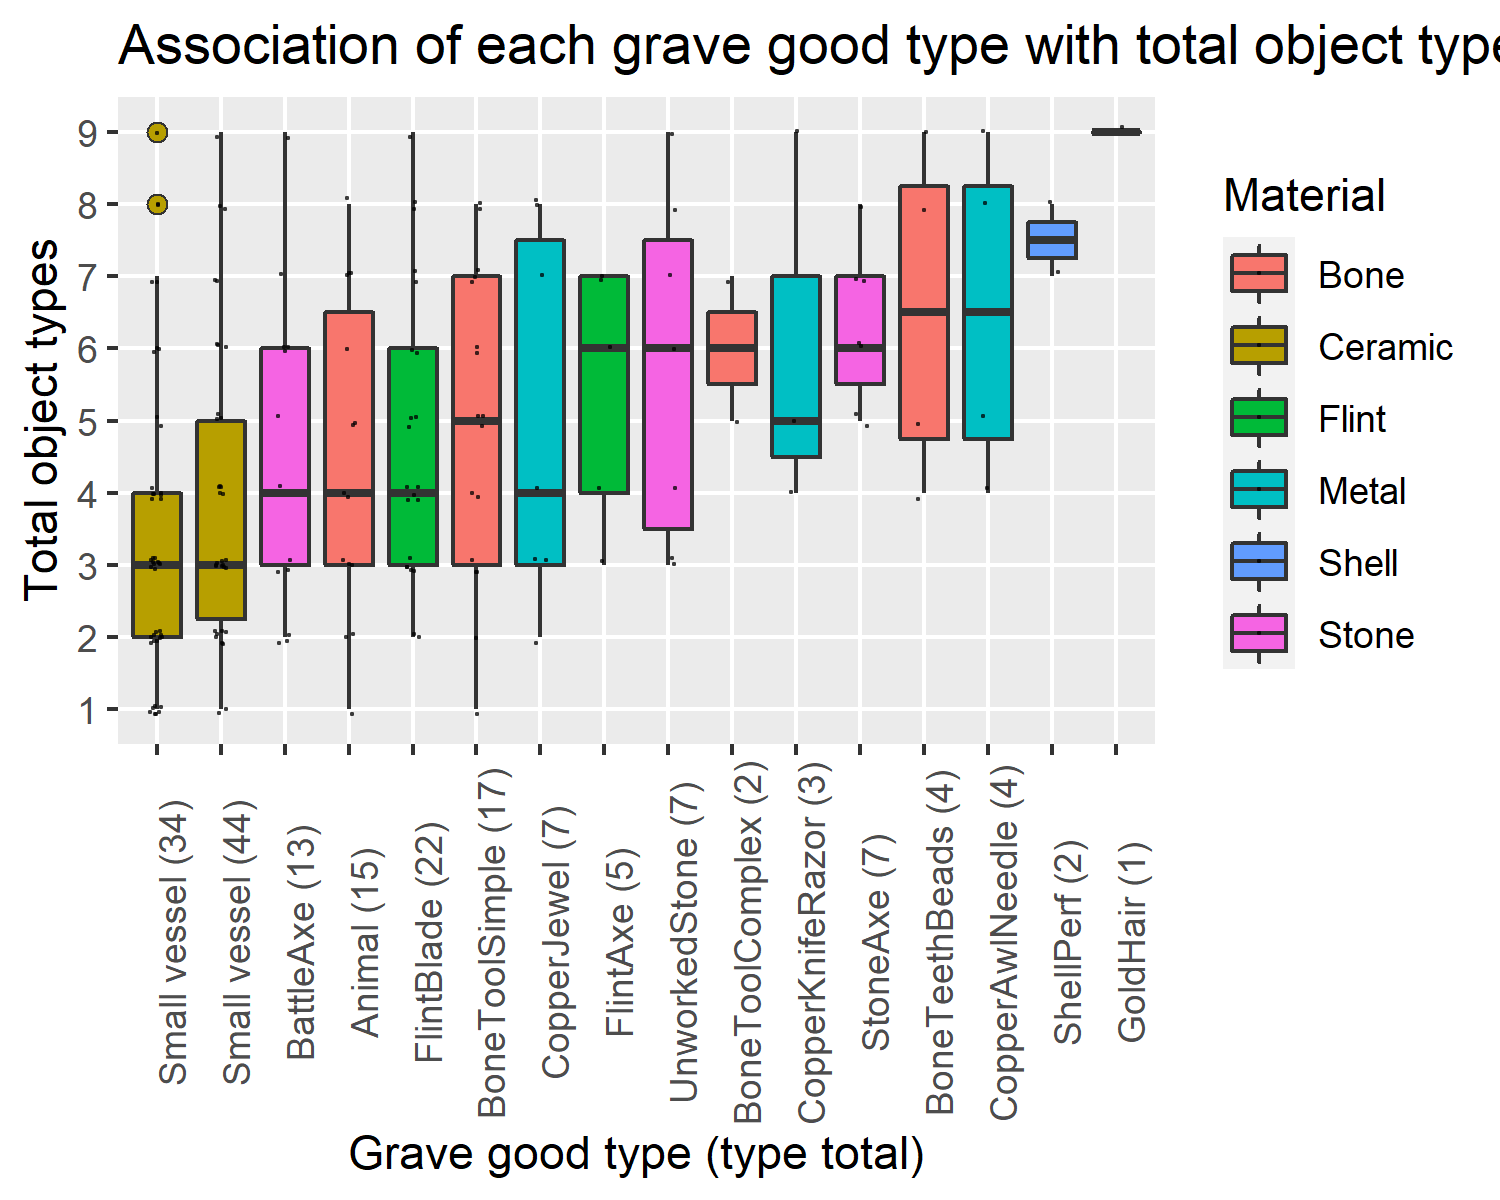 Association of each grave good type with total object type
Total object types
9
8
7
6
5
4
3
2
1
Small vessel (34)
Small vessel (44)
BattleAxe (13)
Animal (15)
FlintBlade (22)
BoneToolSimple (17)
CopperJewel (7)
FlintAxe (5)
UnworkedStone (7)
BoneToolComplex (2)
CopperKnifeRazor (3)
StoneAxe (7)
BoneTeethBeads (4)
CopperAwlNeedle (4)
ShellPerf (2)
GoldHair (1)
Grave good type (type total)
Material
Bone
Ceramic
Flint
Metal
Shell
Stone